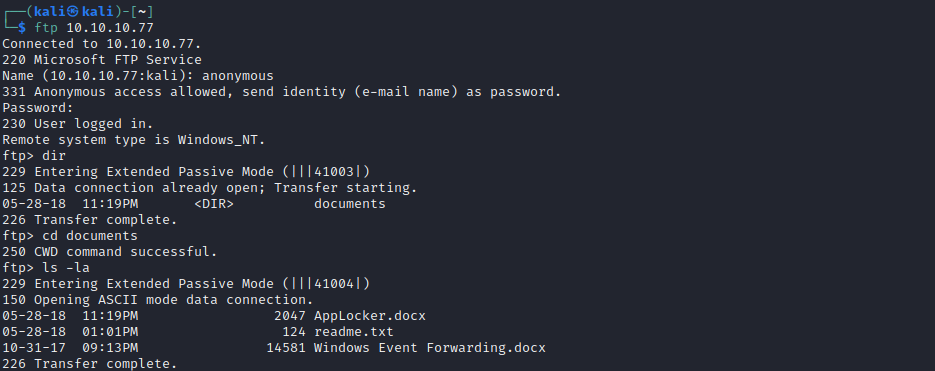 ┌──(kali㉿kali)-[~]
└─$ ftp 10.10.10.77
Connected to 10.10.10.77.
220 Microsoft FTP Service
Name (10.10.10.77:kali): anonymous
331 Anonymous access allowed, send identity (e-mail name) as password.
Password:
230 User logged in.
Remote system type is Windows_NT.
ftp> dir
229 Entering Extended Passive Mode (|||41003|)
125 Data connection already open; Transfer starting.
05-28-18  11:19PM       <DIR>          documents
226 Transfer complete.
ftp> cd documents
250 CWD command successful.
ftp> ls -la
229 Entering Extended Passive Mode (|||41004|)
150 Opening ASCII mode data connection.
05-28-18  11:19PM                 2047 AppLocker.docx
05-28-18  01:01PM                  124 readme.txt
10-31-17  09:13PM                14581 Windows Event Forwarding.docx
226 Transfer complete.